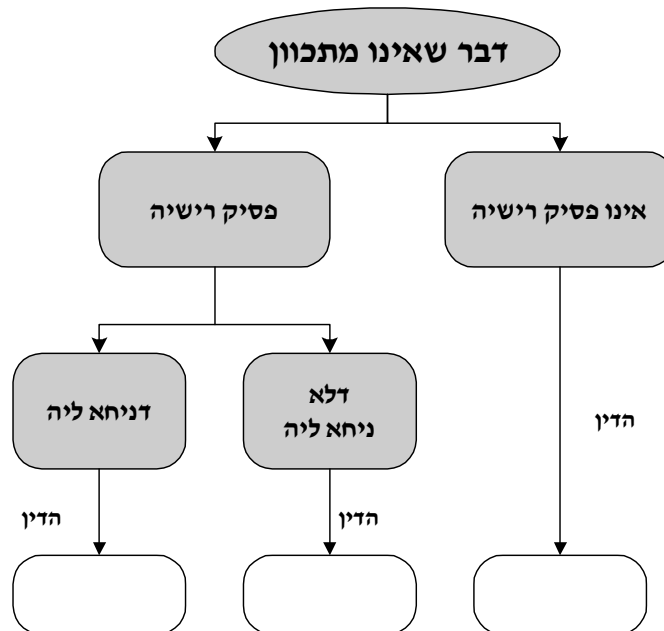 דבר שאינו מתכוון
אינו פסיק רישיה
פסיק רישיה
דלא
ניחא ליה
דניחא ליה
הדין
הדין
הדין